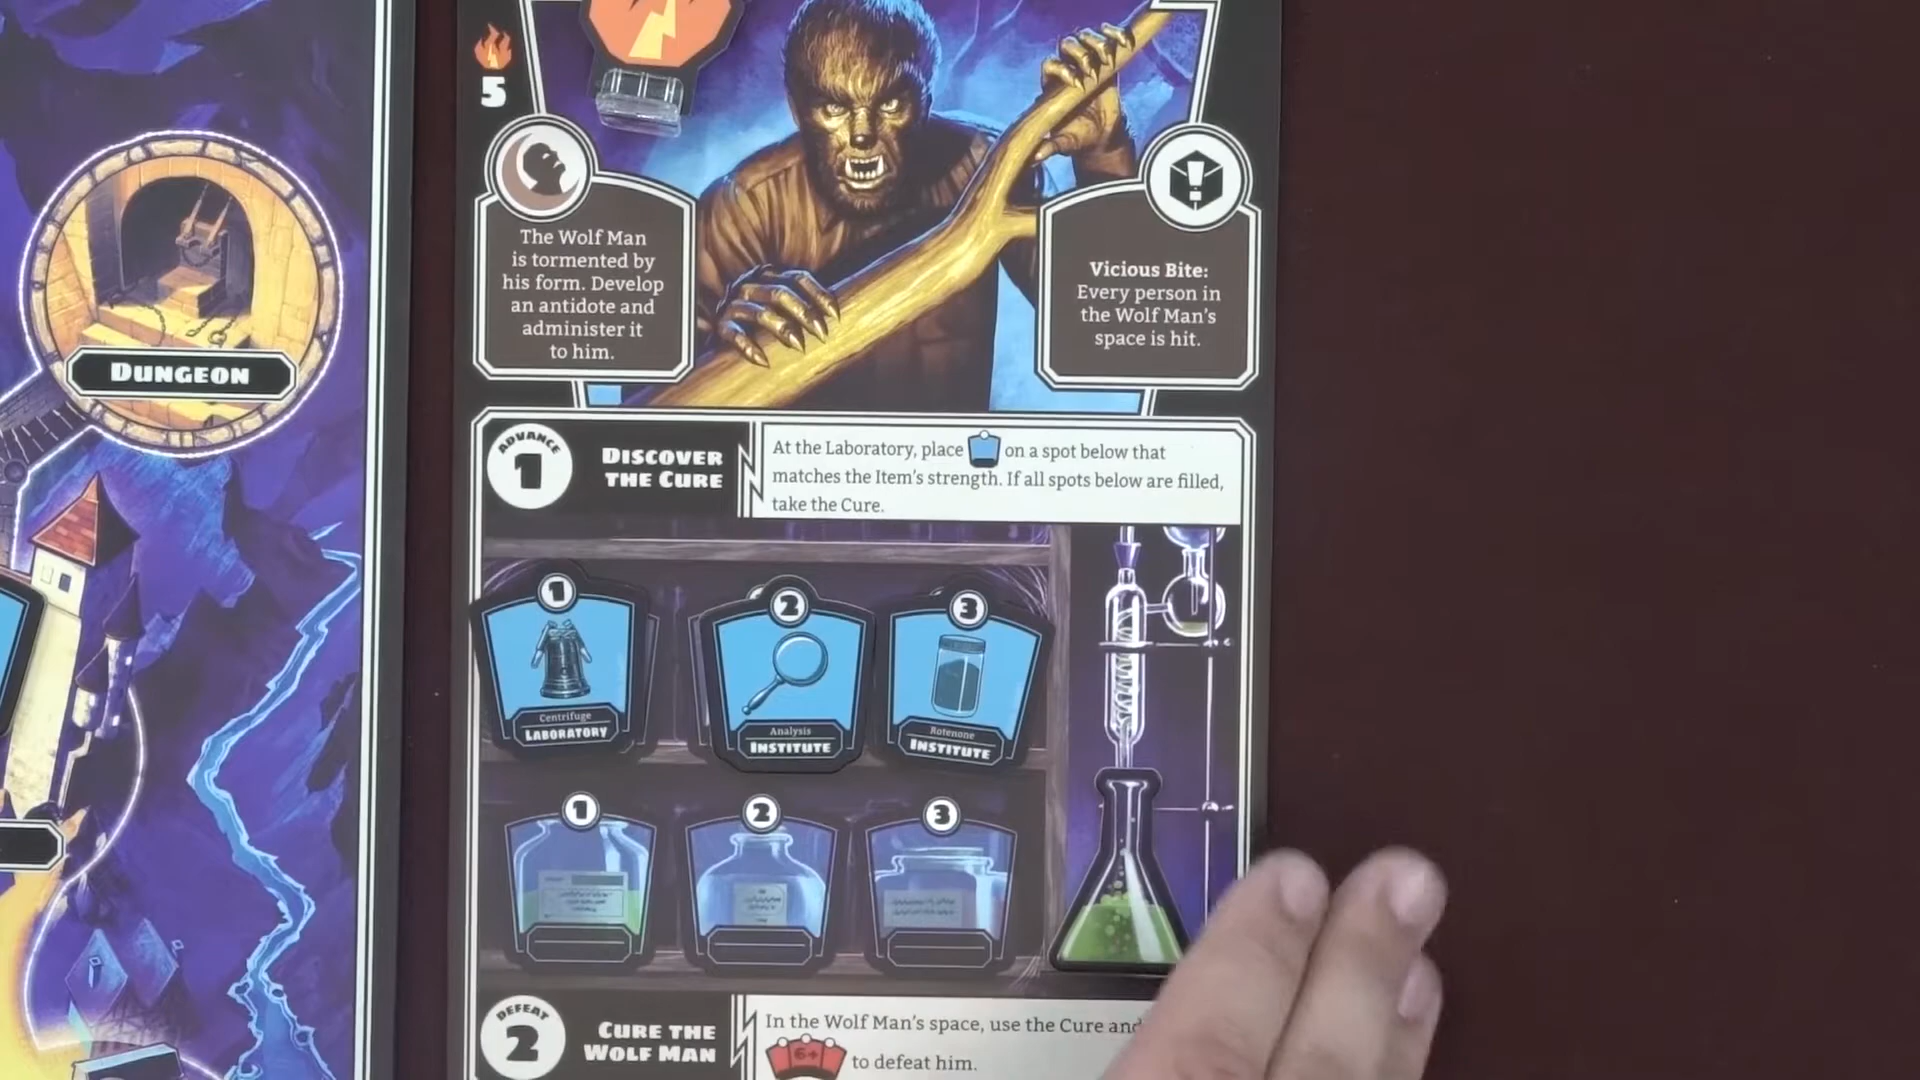 5
The Wolf Man
is tormented by
his form. Develop
an antidote and
administer it
to him.
Vicious Bite:
Every person in
the Wolf Man's
space is hit.
DUNGEON
ADVANCE
1
DISCOVER
THE CURE
At the Laboratory, place on a spot below that
matches the Item's strength. If all spots below are filled,
take the Cure.
1
Centrifuge
LABORATORY
2
Analysis
INSTITUTE
3
Rotenone
INSTITUTE
1
2
3
DEFEAT
2
CURE THE
WOLF MAN
In the Wolf Man's space, use the Cure and
6+ to defeat him.